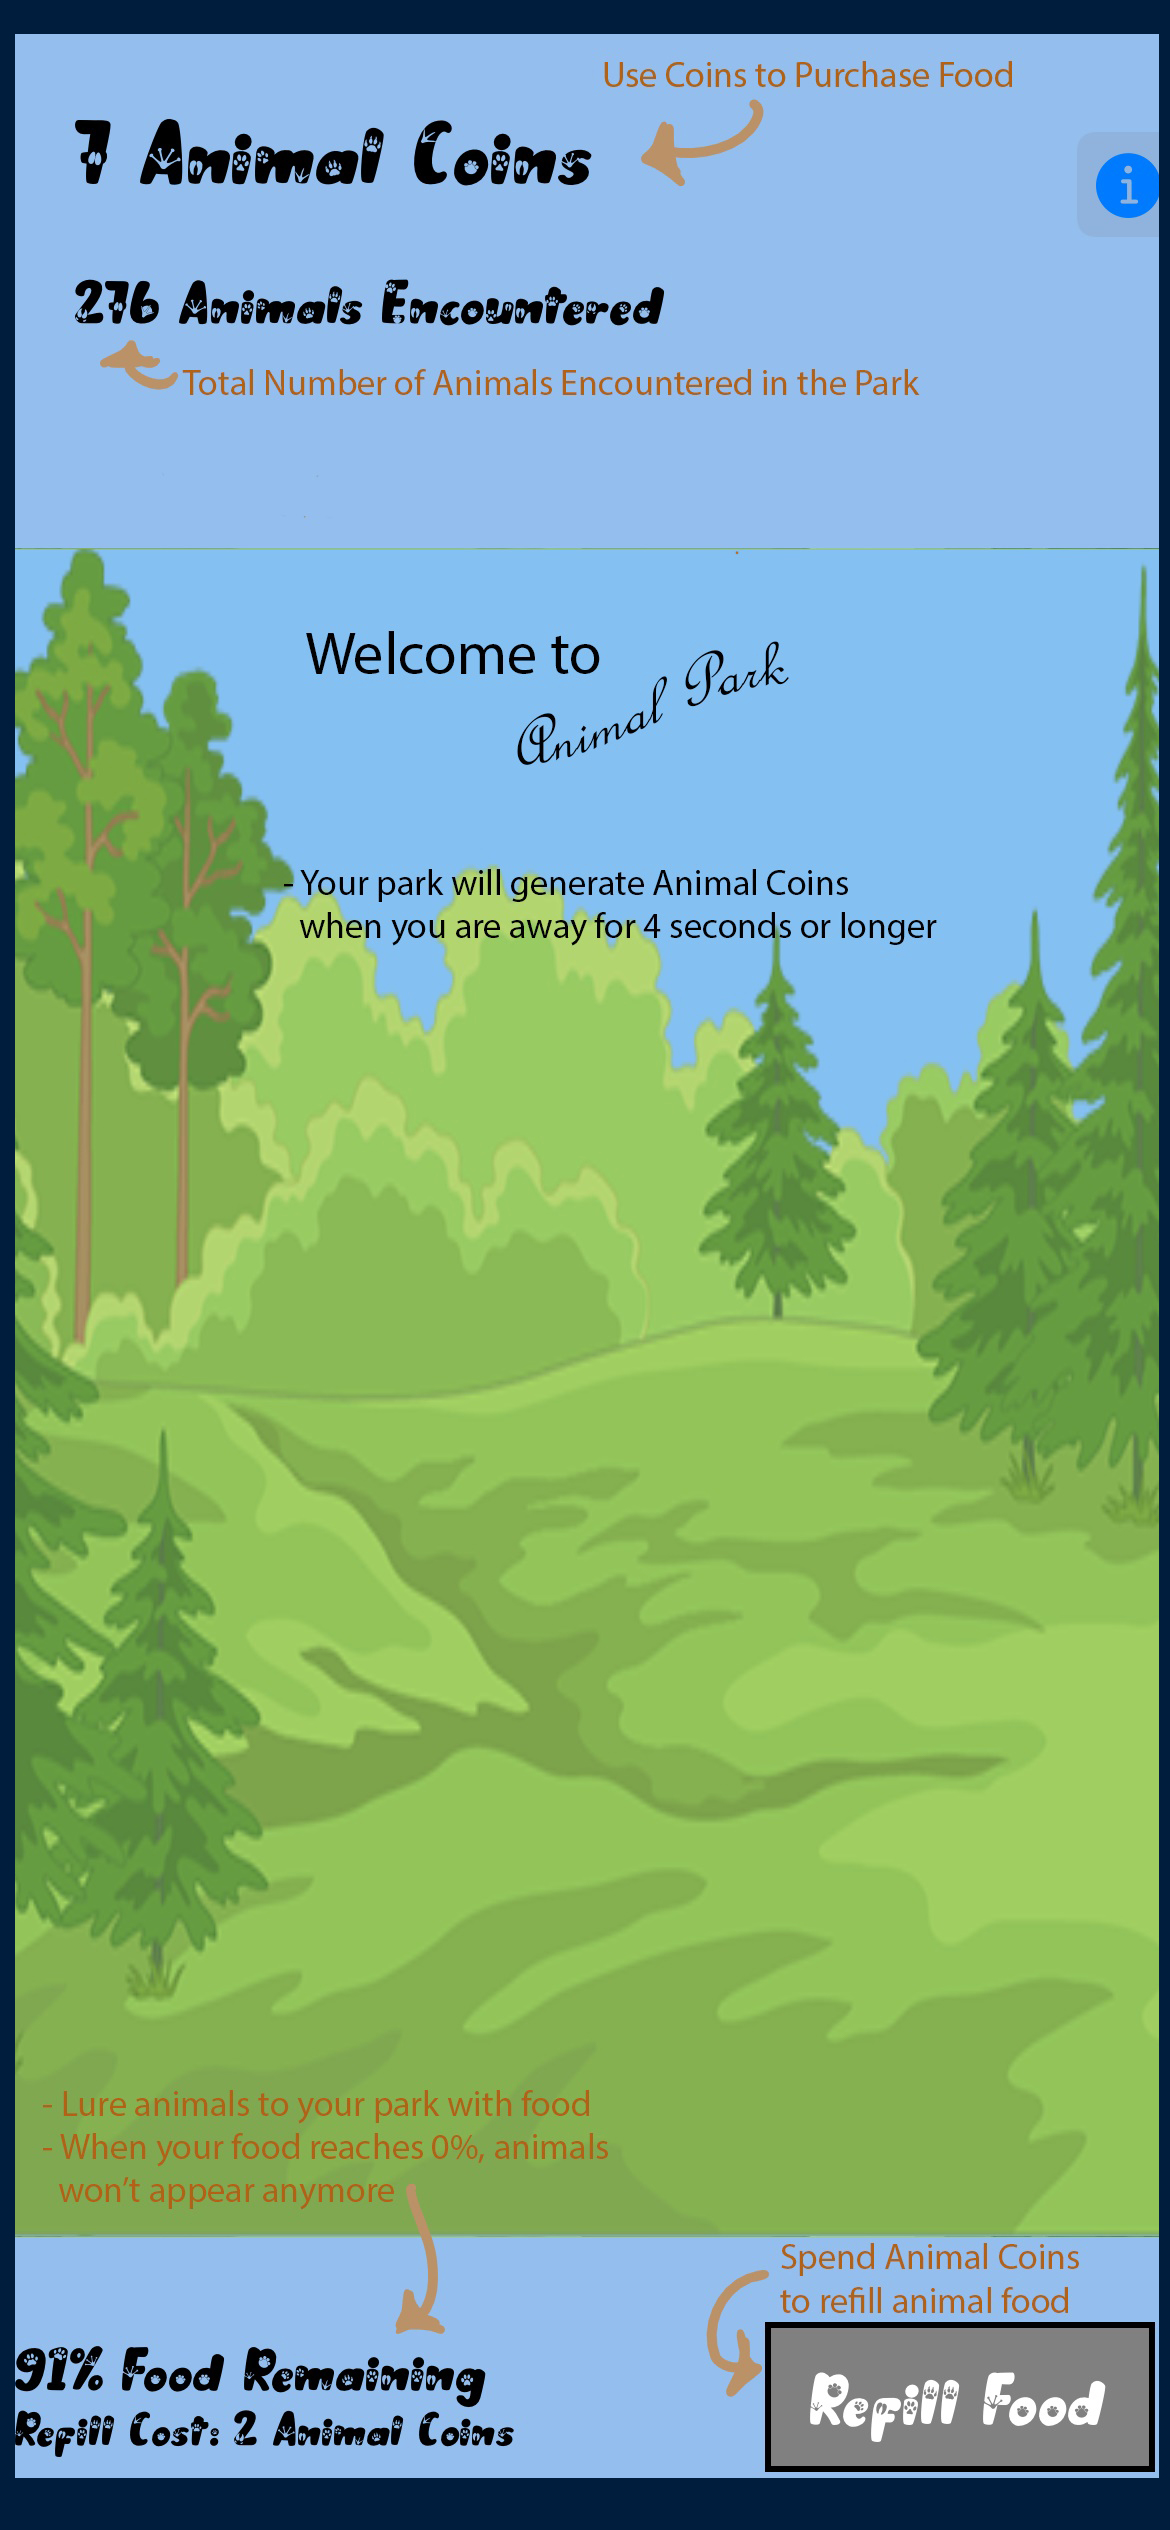 Use Coins to Purchase Food
7 Animal Coins
i
276 Animals Encountered
Total Number of Animals Encountered in the Park
Welcome to
Animal Park
- Your park will generate Animal Coins
when you are away for 4 seconds or longer
- Lure animals to your park with food
- When your food reaches 0%, animals
won't appear anymore
Spend Animal Coins
to refill animal food
91% Food Remaining
Refill Cost: 2 Animal Coins
Refill Food